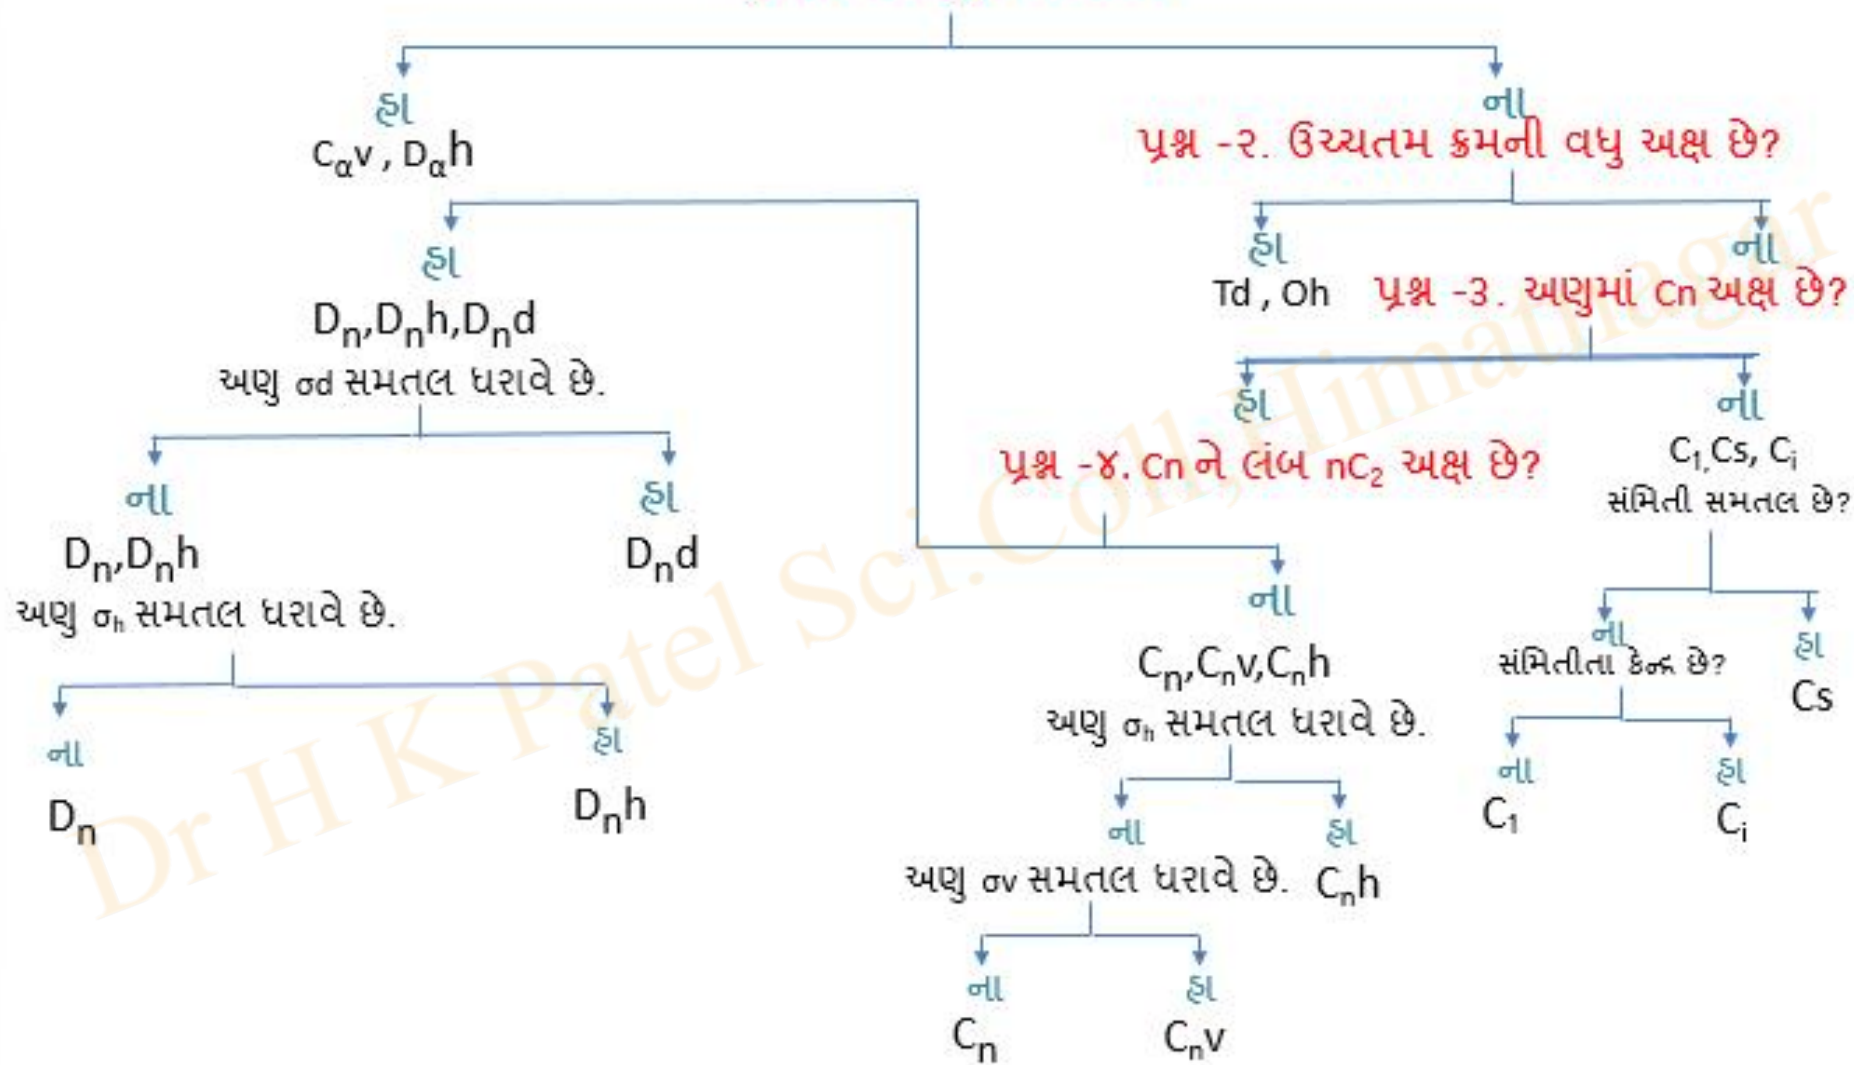 હા
ના
Cαv , Dαh
પ્રશ્ન -૨. ઉચ્ચતમ ક્રમની વધુ અક્ષ છે?
હા
ના
Td , Oh
પ્રશ્ન -3 . અણુમાં Cn અક્ષ છે?
હા
Dn,Dnh,Dnd
અણુ σd સમતલ ધરાવે છે.
ના
હા
Dn,Dnh
Dnd
અણુ σh સમતલ ધરાવે છે.
ના
હા
Dn
Dnh
હા
ના
પ્રશ્ન -૪. Cn ને લંબ nC2 અક્ષ છે?
C1,Cs, Ci
સંમિતી સમતલ છે?
ના
Cn,Cnv,Cnh
અણુ σh સમતલ ધરાવે છે.
ના
હા
અણુ σv સમતલ ધરાવે છે.
Cnh
ના
હા
Cn
Cnv
ના
હા
સંમિતીતા કેન્દ્ર છે?
Cs
ના
હા
C1
Ci
Dr H K Patel Sci.Coll,Himatnagar